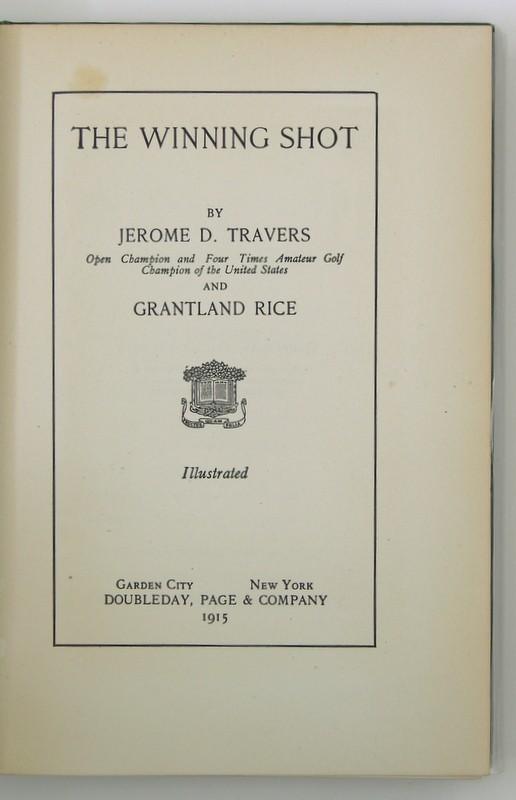 THE WINNING SHOT
BY
JEROME D. TRAVERS
Open Champion and Four Times Amateur Golf
Champion of the United States
AND
GRANTLAND RICE
Illustrated
GARDEN CITY NEW YORK
DOUBLEDAY, PAGE & COMPANY
1915